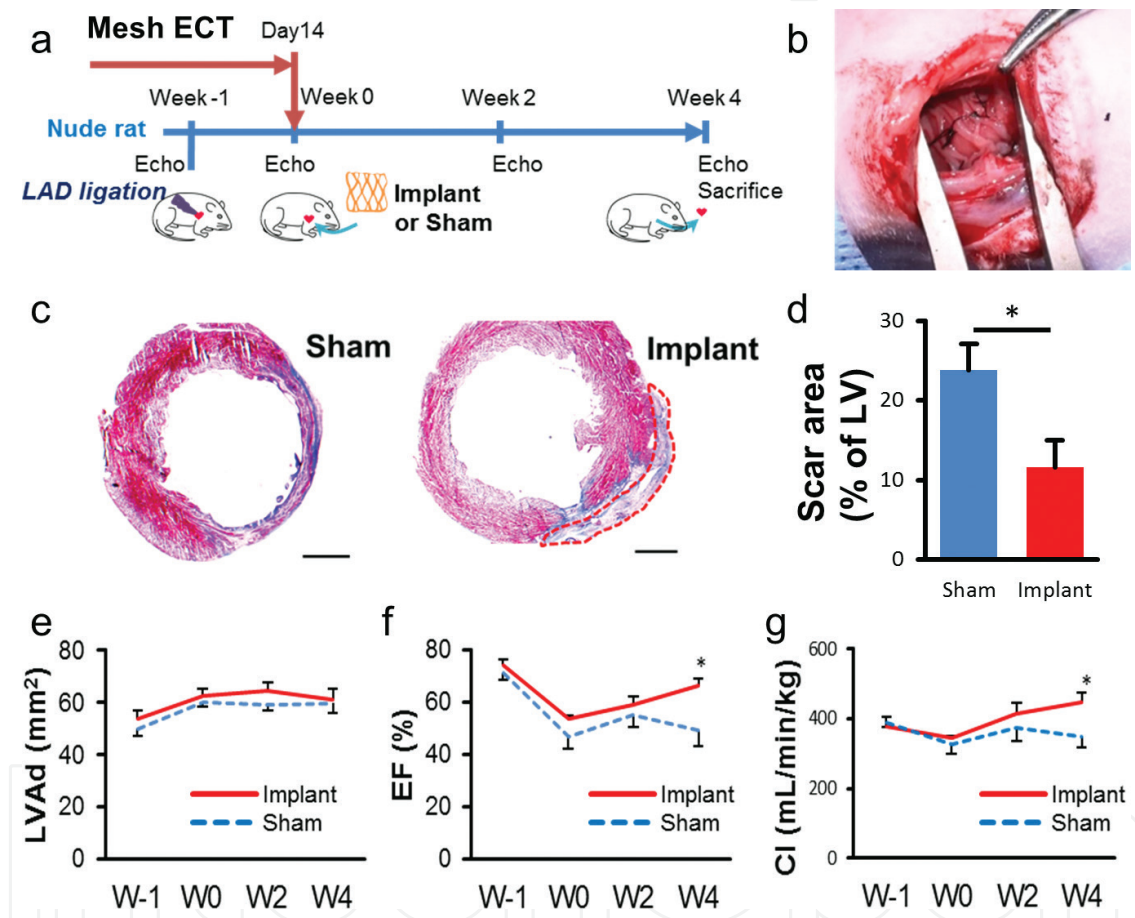 a
Mesh ECT
Day14
Week -1
Week 0
Week 2
Week 4
Nude rat
Echo
Echo
Echo
Echo
Sacrifice
LAD ligation
Implant
or Sham
b
c
Sham
Implant
d
Scar area
(% of LV)
30
20
10
0
*
Sham
Implant
e
LVAd (mm²)
80
60
40
20
0
Implant
Sham
W-1
W0
W2
W4
f
EF (%)
80
60
40
20
0
*
Implant
Sham
W-1
W0
W2
W4
g
CI (mL/min/kg)
600
400
200
0
*
Implant
Sham
W-1
W0
W2
W4